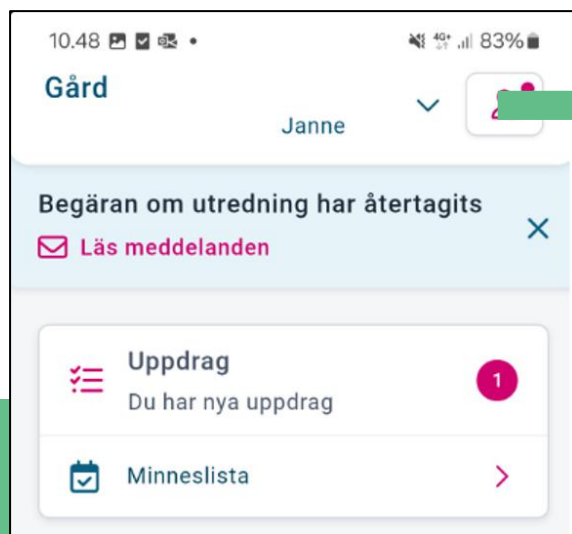 10.48 4G+ 83%
Gård
Janne
Begäran om utredning har återtagits
Läs meddelanden
Uppdrag
Du har nya uppdrag
1
Minneslista